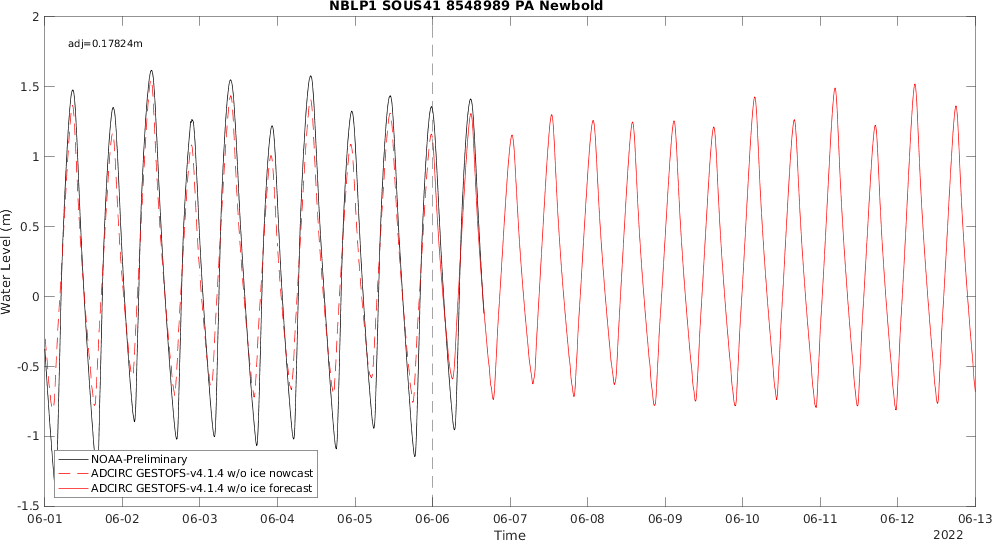 NBLP1 SOUS41 8548989 PA Newbold
adj=0.17824m
2
1.5
1
0.5
0
-0.5
-1
-1.5
Water Level (m)
NOAA-Preliminary
ADCIRC GESTOFS-v4.1.4 w/o ice nowcast
ADCIRC GESTOFS-v4.1.4 w/o ice forecast
06-01 06-02 06-03 06-04 06-05 06-06 06-07 06-08 06-09 06-10 06-11 06-12 06-13
Time
2022